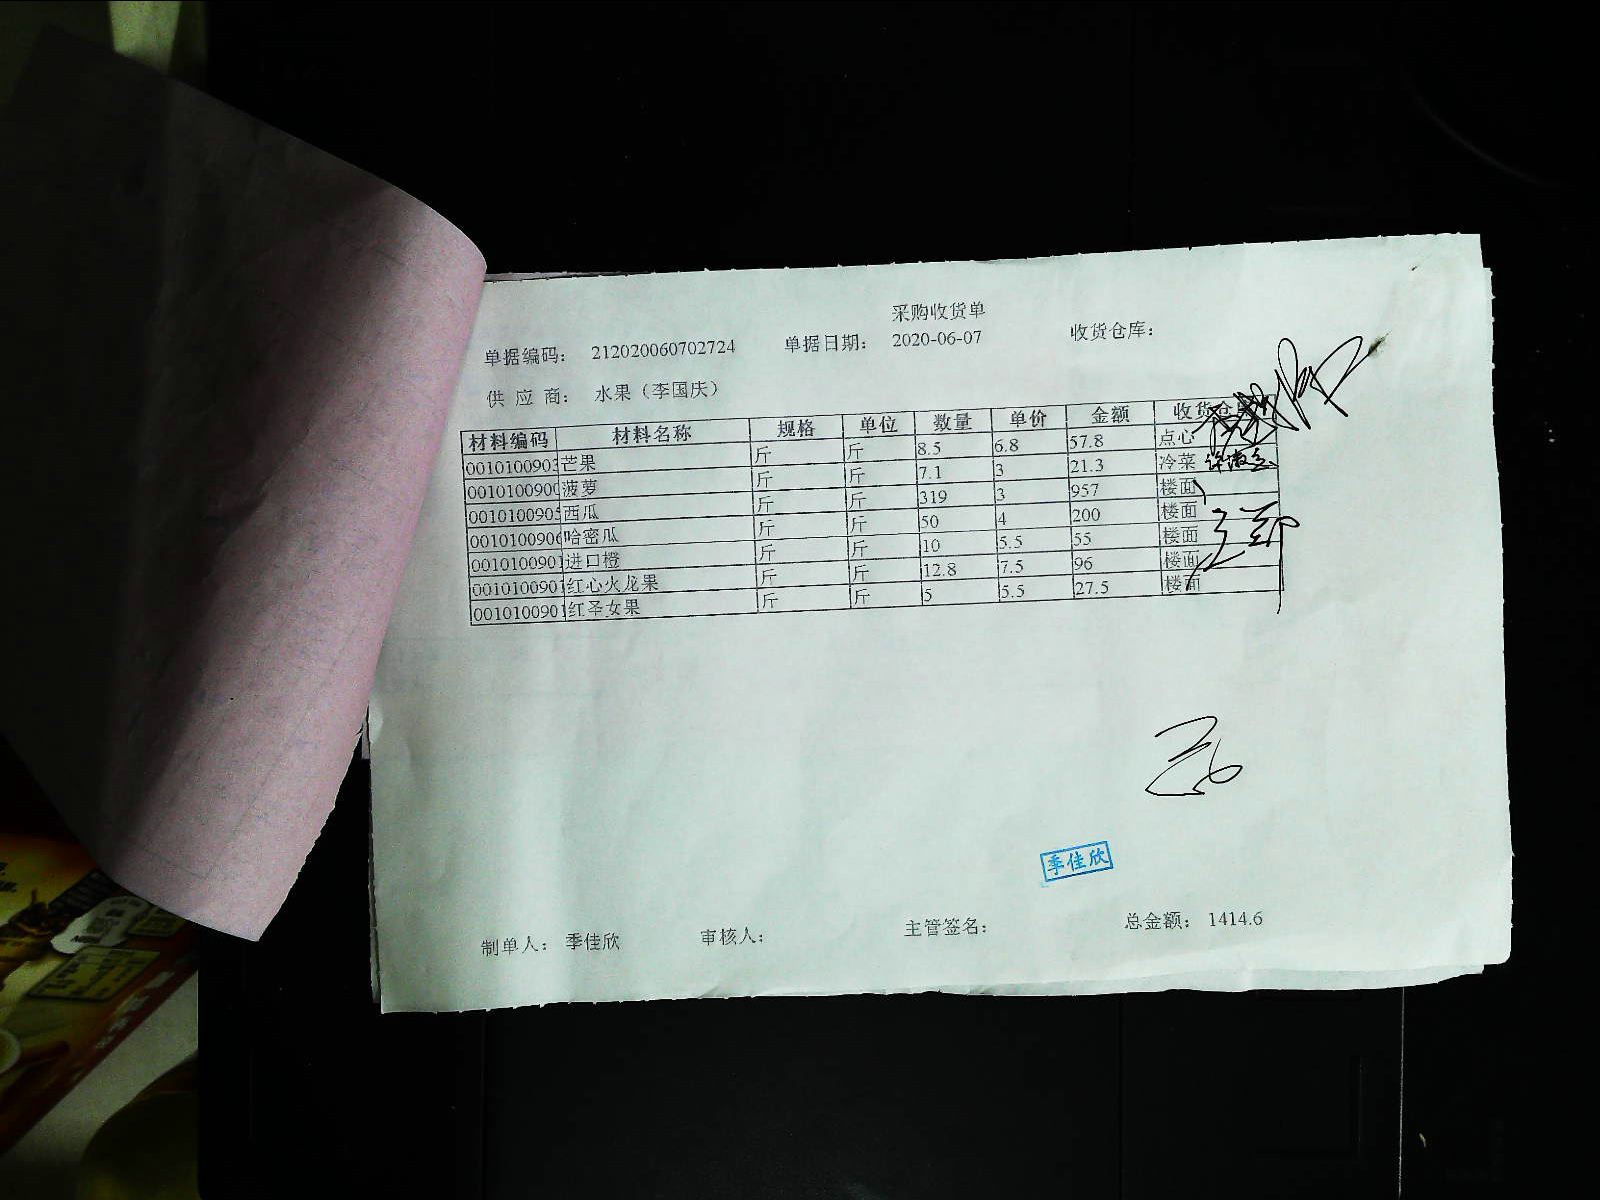 采购收货单
单据编码: 212020060702724 单据日期: 2020-06-07 收货仓库:
供 应 商: 水果（李国庆）
材料编码 材料名称 规格 单位 数量 单价 金额 收货仓库
001010090 芒果 斤 斤 8.5 6.8 57.8 点心
001010090 菠萝 斤 斤 7.1 3 21.3 冷菜
001010090 西瓜 斤 斤 319 3 957 楼面
001010090 哈密瓜 斤 斤 50 4 200 楼面
001010090 进口橙 斤 斤 10 5.5 55 楼面
001010090 红心火龙果 斤 斤 12.8 7.5 96 楼面
001010090 红圣女果 斤 斤 5 5.5 27.5 楼面
季佳欣
制单人: 季佳欣 审核人: 主管签名: 总金额: 1414.6